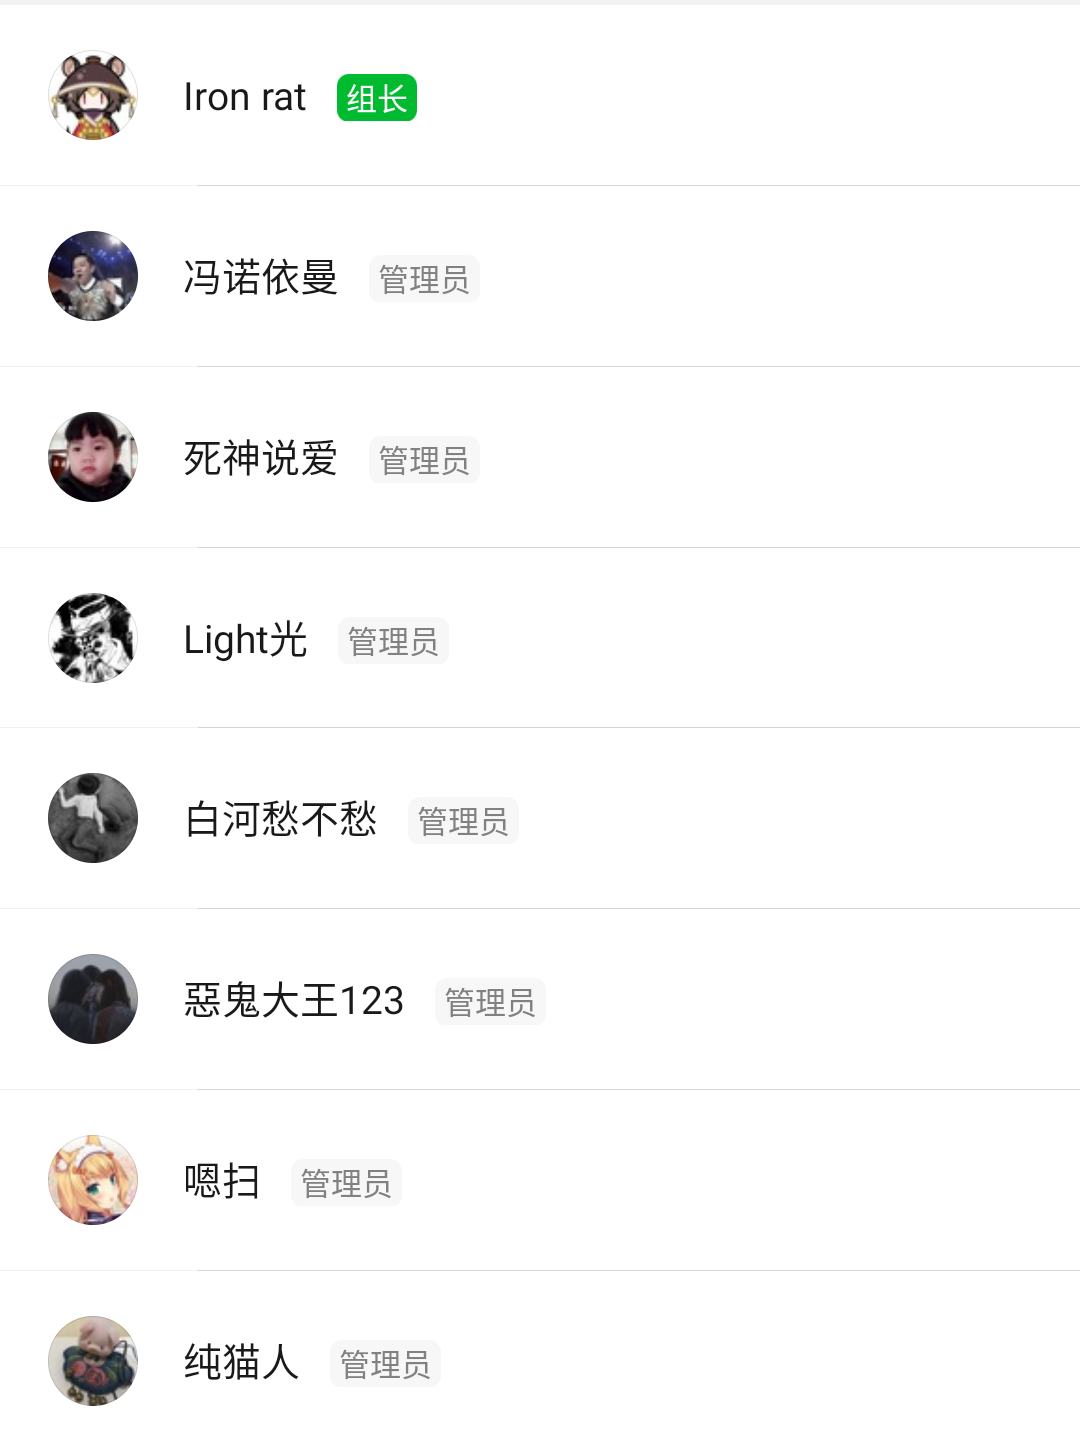 Iron rat 组长
冯诺依曼 管理员
死神说爱 管理员
Light光 管理员
白河愁不愁 管理员
惡鬼大王123 管理员
嗯扫 管理员
纯猫人 管理员